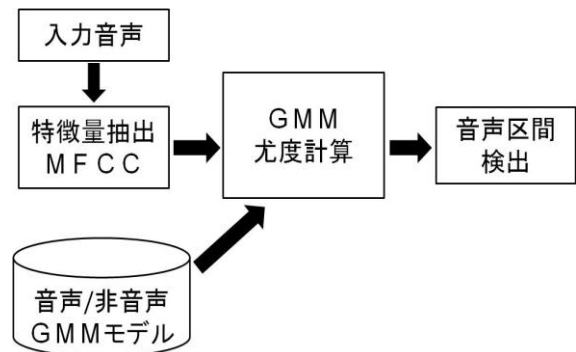 入力音声
特徴量抽出
ＭＦＣＣ
ＧＭＭ
尤度計算
音声区間
検出
音声/非音声
ＧＭＭモデル